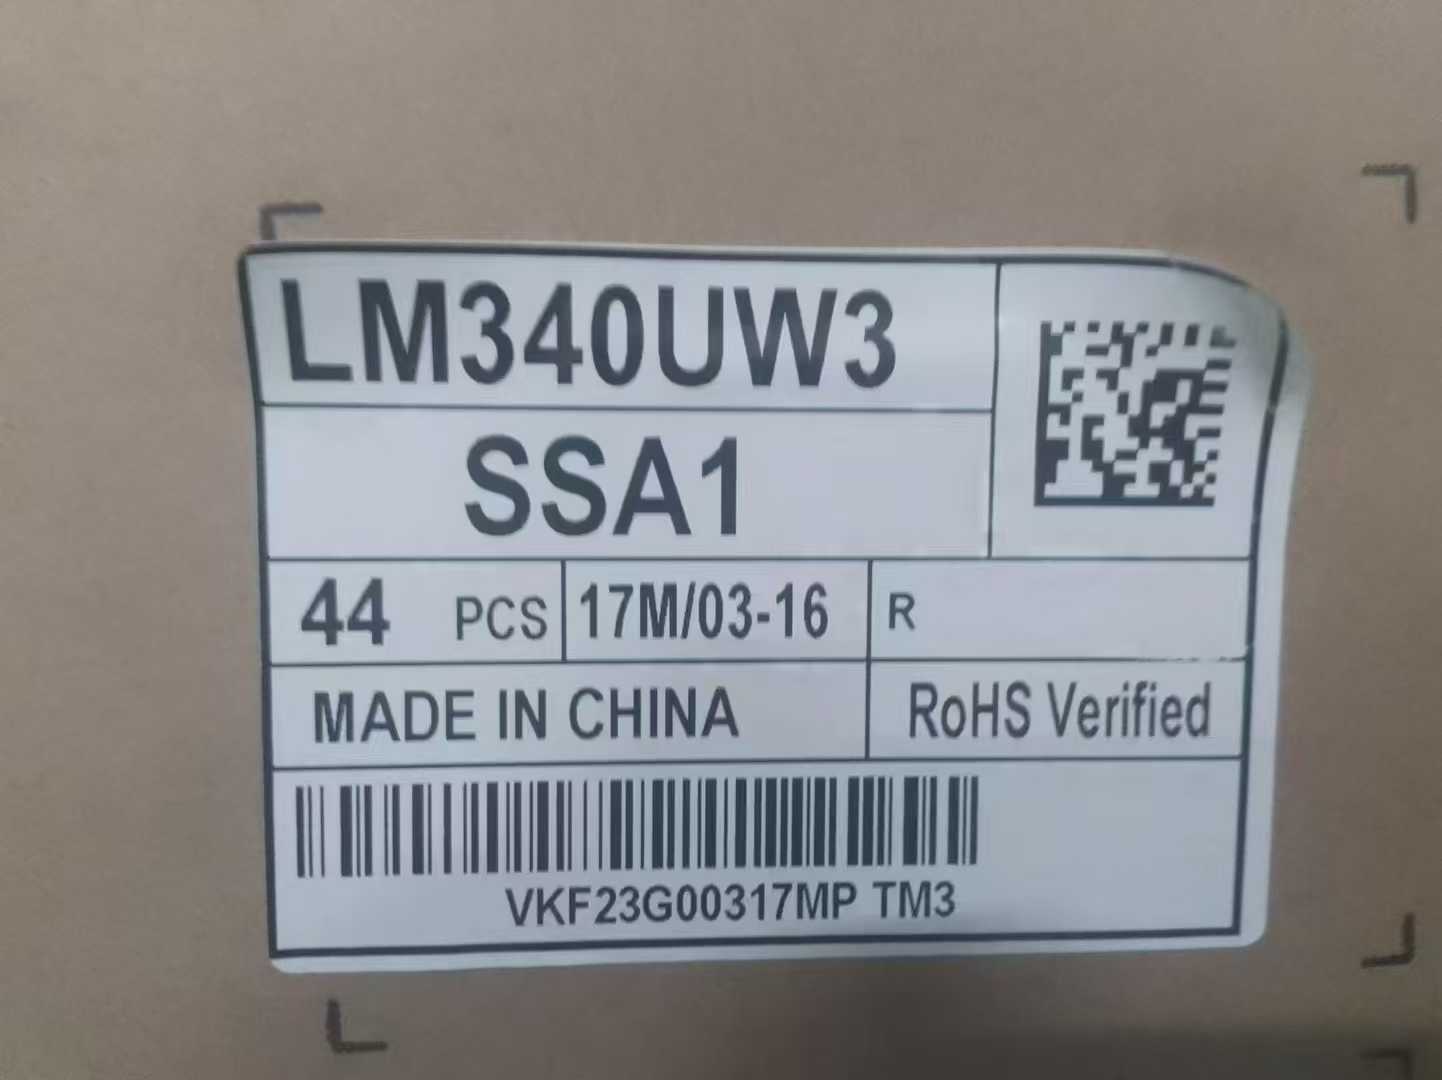 LM340UW3
SSA1
44 PCS 17M/03-16 R
MADE IN CHINA RoHS Verified
VKF23G00317MP TM3